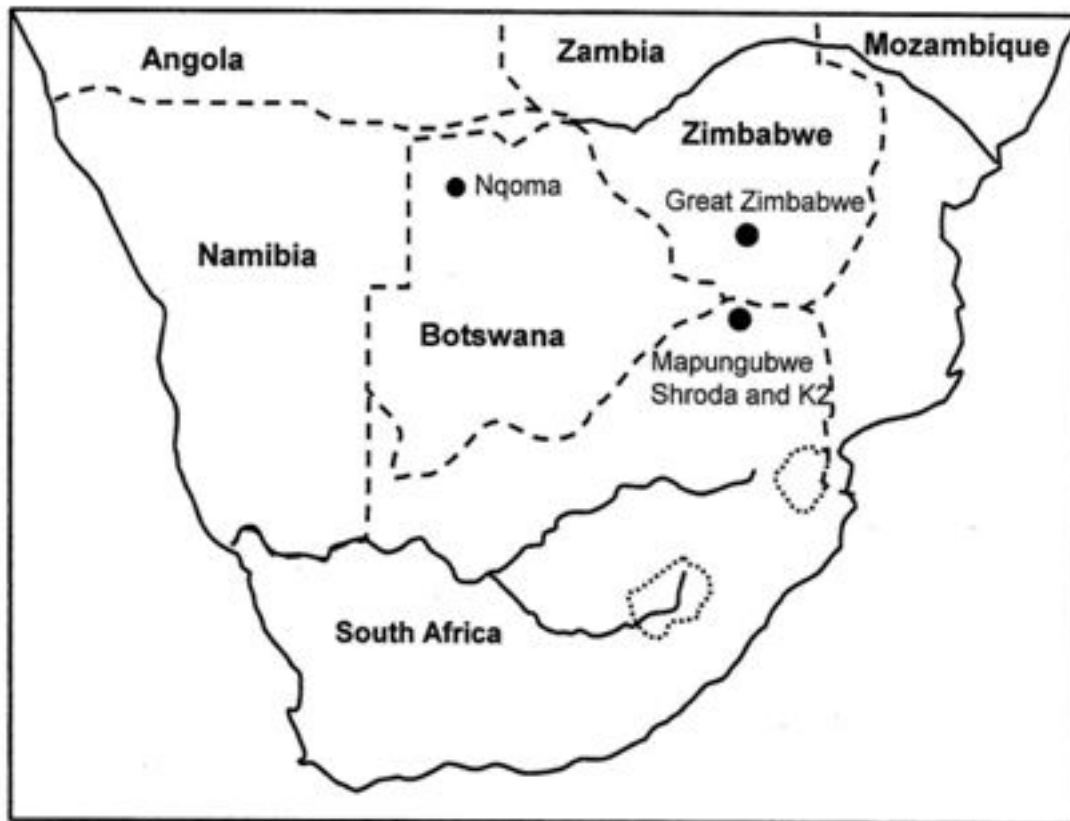 Angola
Zambia
Mozambique
Zimbabwe
Nqoma
Great Zimbabwe
Namibia
Botswana
Mapungubwe
Shroda and K2
South Africa